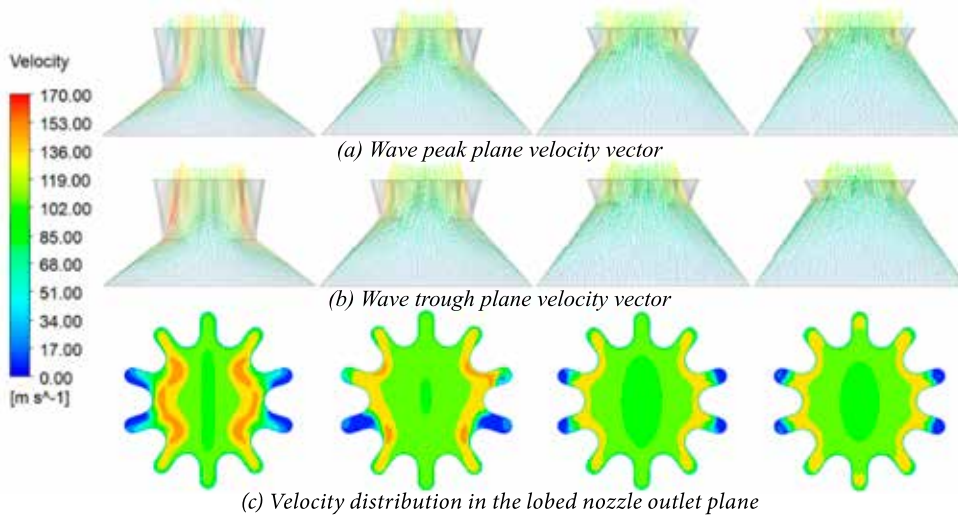 Velocity
170.00
153.00
136.00
119.00
102.00
85.00
68.00
51.00
34.00
17.00
0.00
[m s^-1]
(a) Wave peak plane velocity vector
(b) Wave trough plane velocity vector
(c) Velocity distribution in the lobed nozzle outlet plane